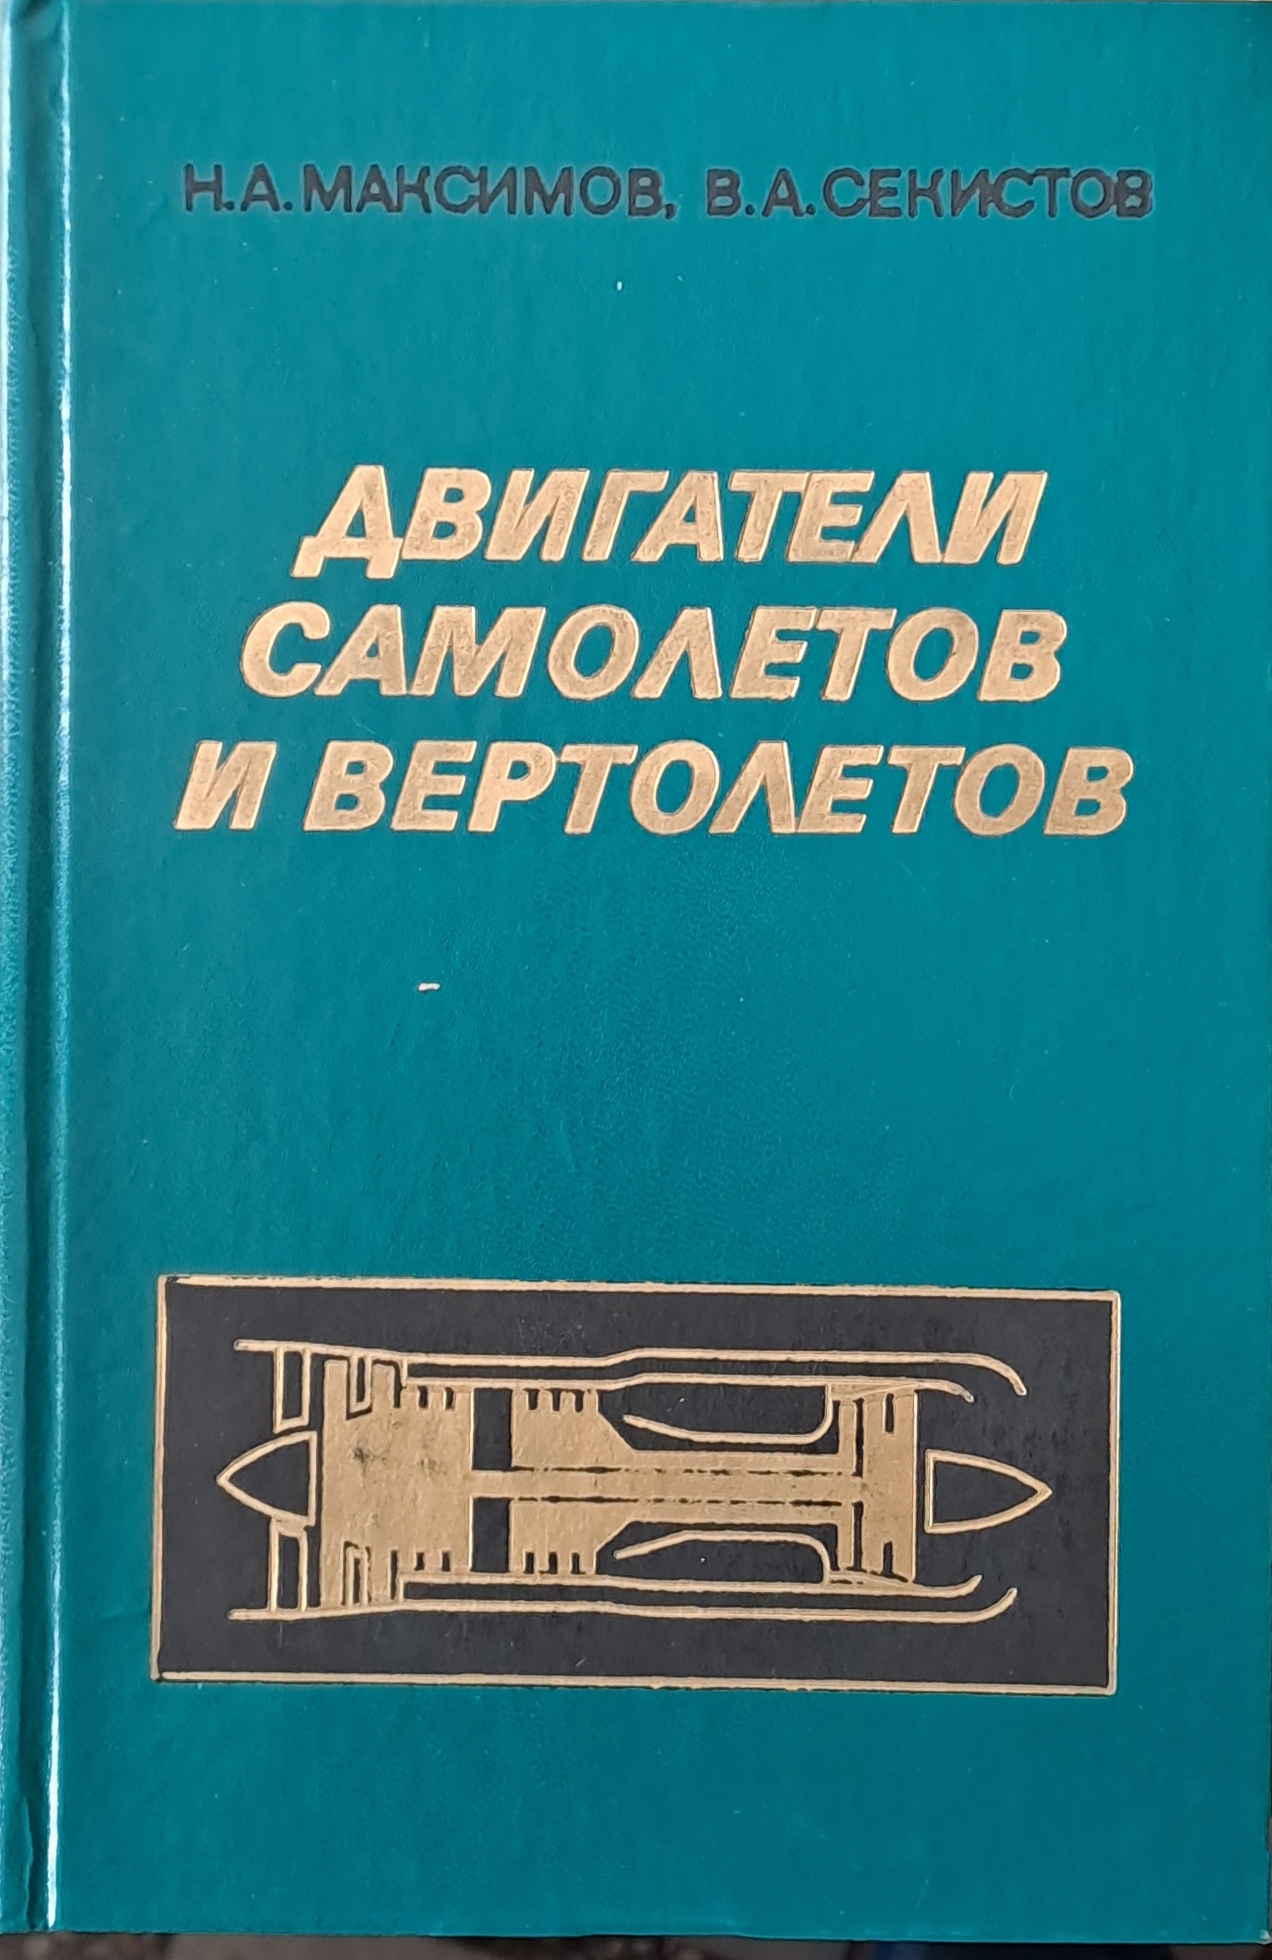 Н.А.МАКСИМОВ, В.А.СЕКИСТОВ
ДВИГАТЕЛИ
САМОЛЕТОВ
И ВЕРТОЛЕТОВ